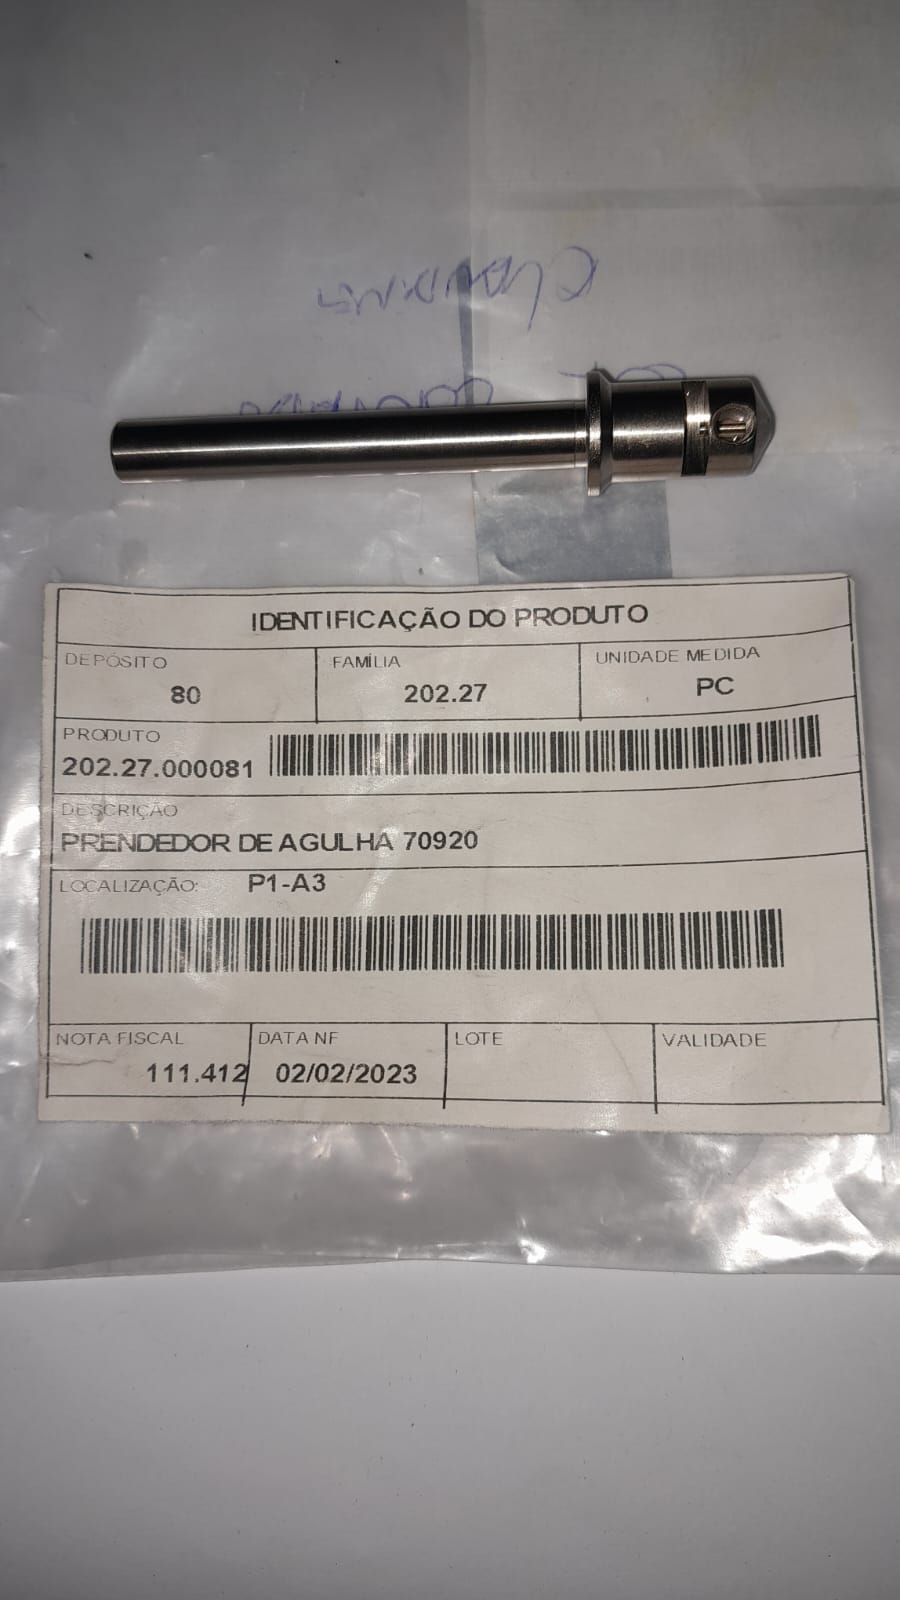 IDENTIFICAÇÃO DO PRODUTO
DEPÓSITO
80
FAMÍLIA
202.27
UNIDADE MEDIDA
PC
PRODUTO
202.27.000081
DESCRIÇÃO
PRENDEDOR DE AGULHA 70920
LOCALIZAÇÃO: P1-A3
NOTA FISCAL
111.412
DATA NF
02/02/2023
LOTE
VALIDADE